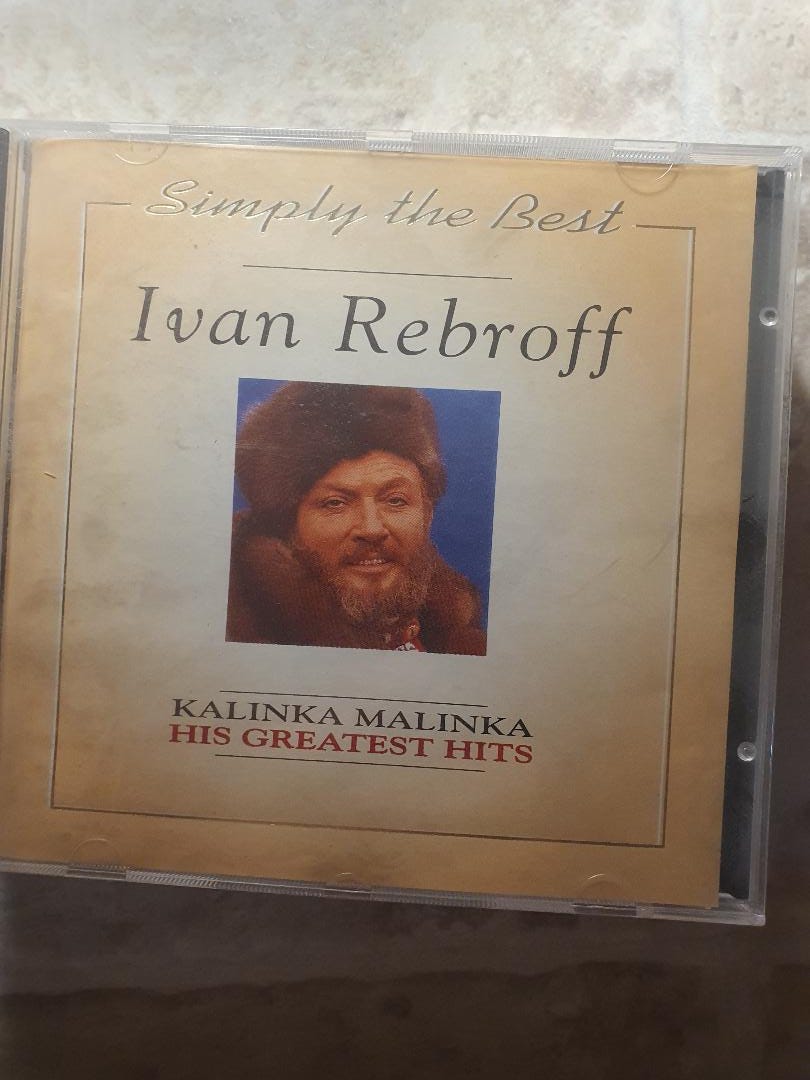 Simply the Best
Ivan Rebroff
KALINKA MALINKA
HIS GREATEST HITS